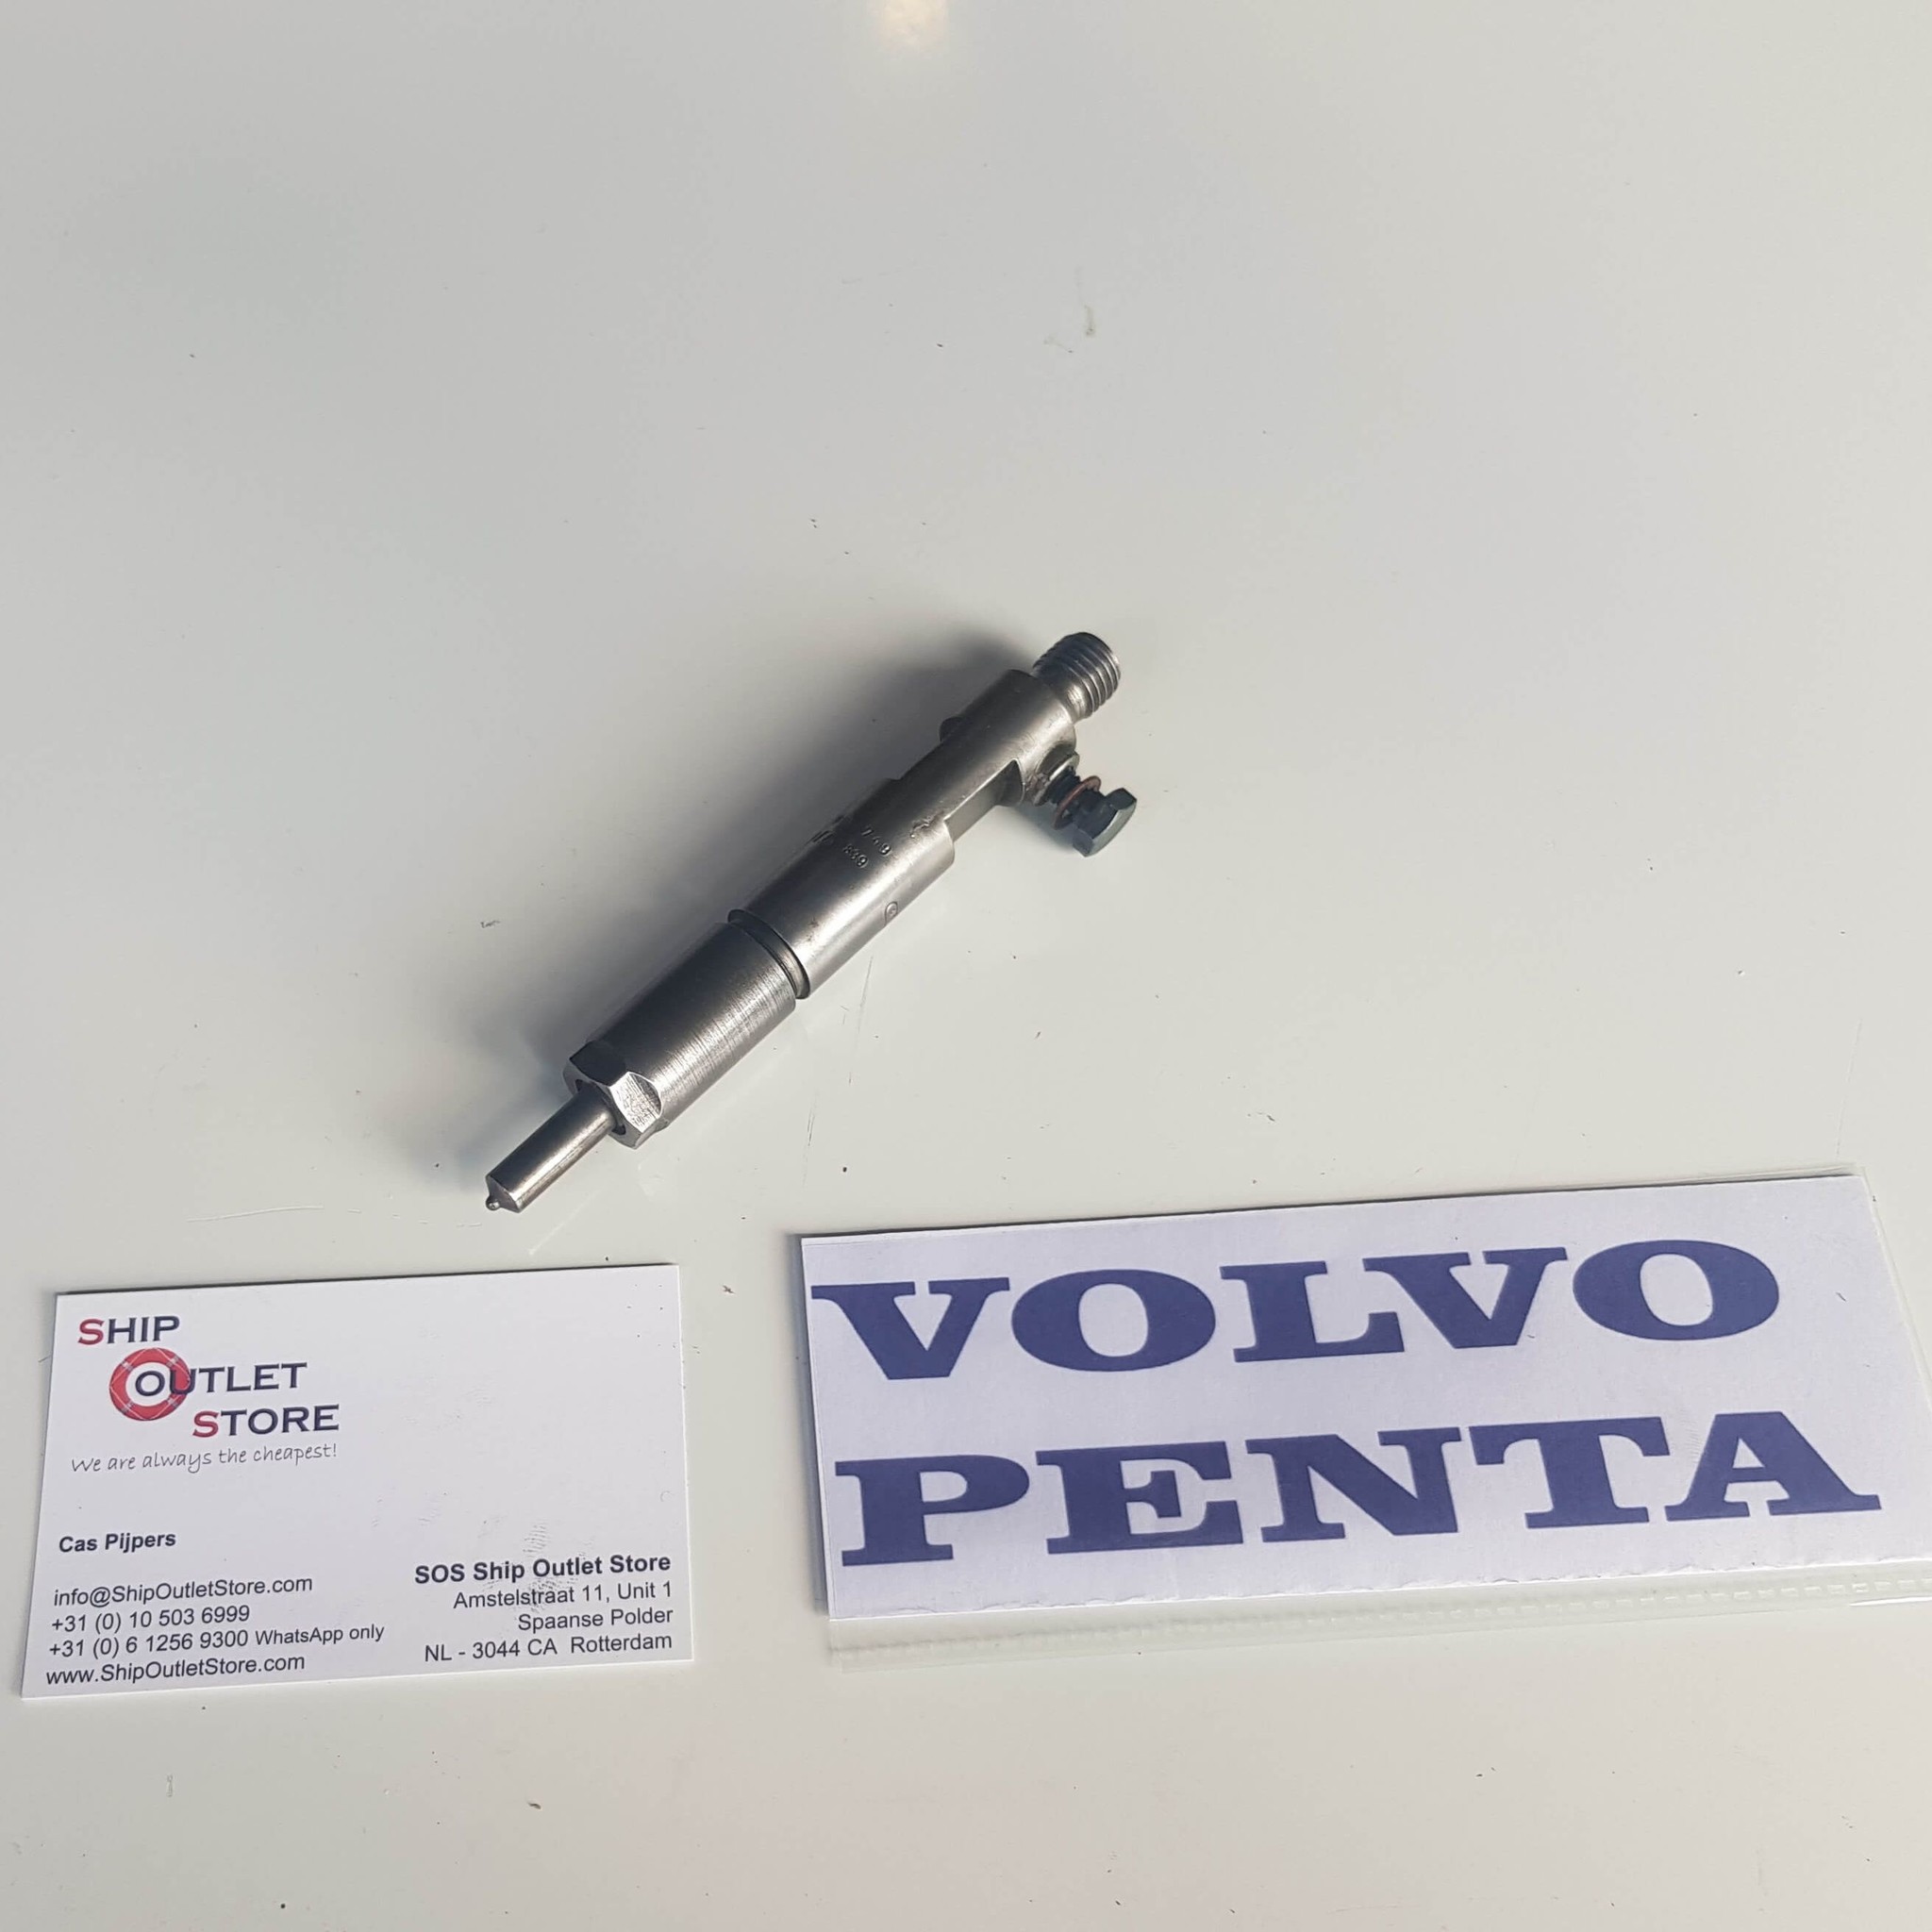 SHIP
OUTLET
STORE
We are always the cheapest!
Cas Pijpers
info@ShipOutletStore.com
+31 (0) 10 503 6999
+31 (0) 6 1256 9300 WhatsApp only
www.ShipOutletStore.com
SOS Ship Outlet Store
Amstelstraat 11, Unit 1
Spaanse Polder
NL - 3044 CA Rotterdam
VOLVO
PENTA